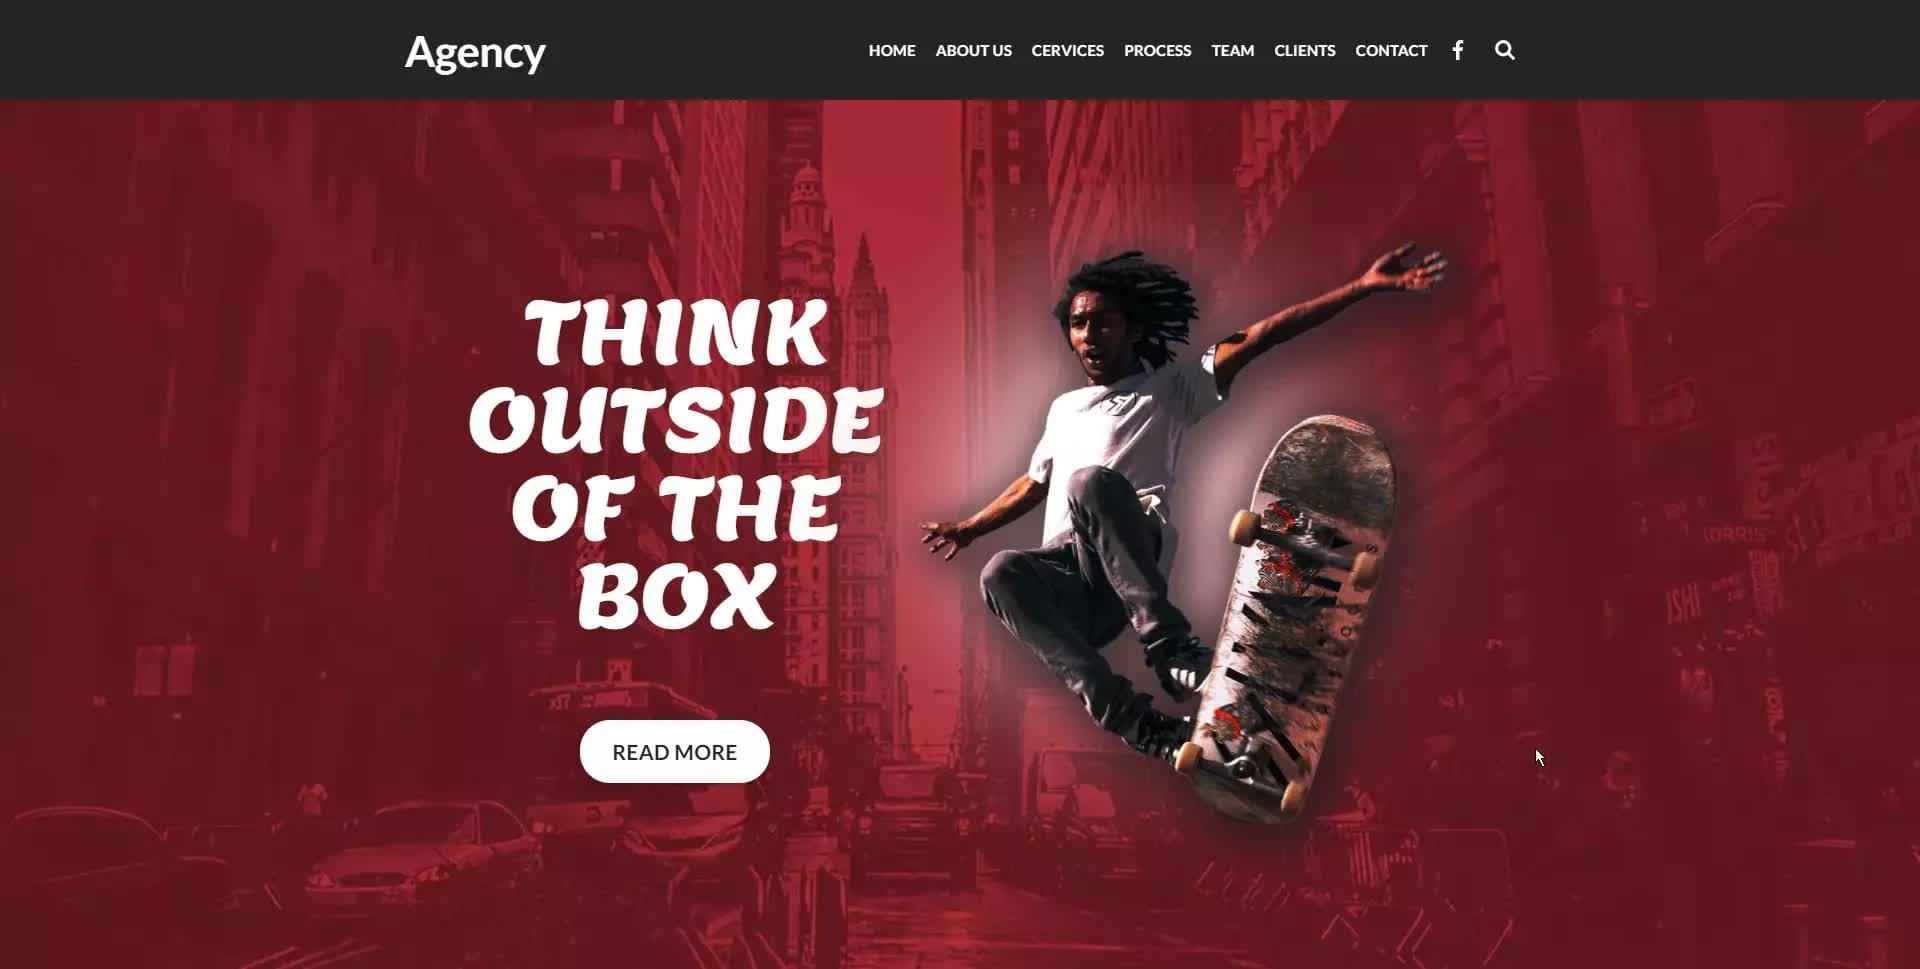 Agency
HOME ABOUT US CERVICES PROCESS TEAM CLIENTS CONTACT
THINK
OUTSIDE
OF THE
BOX
READ MORE